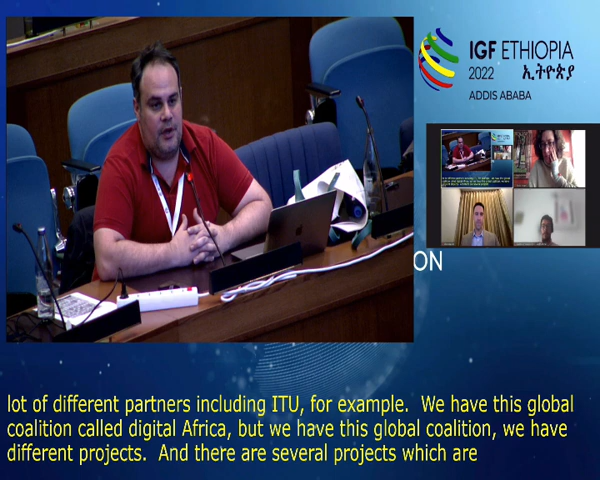 IGF ETHIOPIA
2022 ኢትዮጵያ
ADDIS ABABA
ON
lot of different partners including ITU, for example.  We have this global
coalition called digital Africa, but we have this global coalition, we have
different projects.  And there are several projects which are